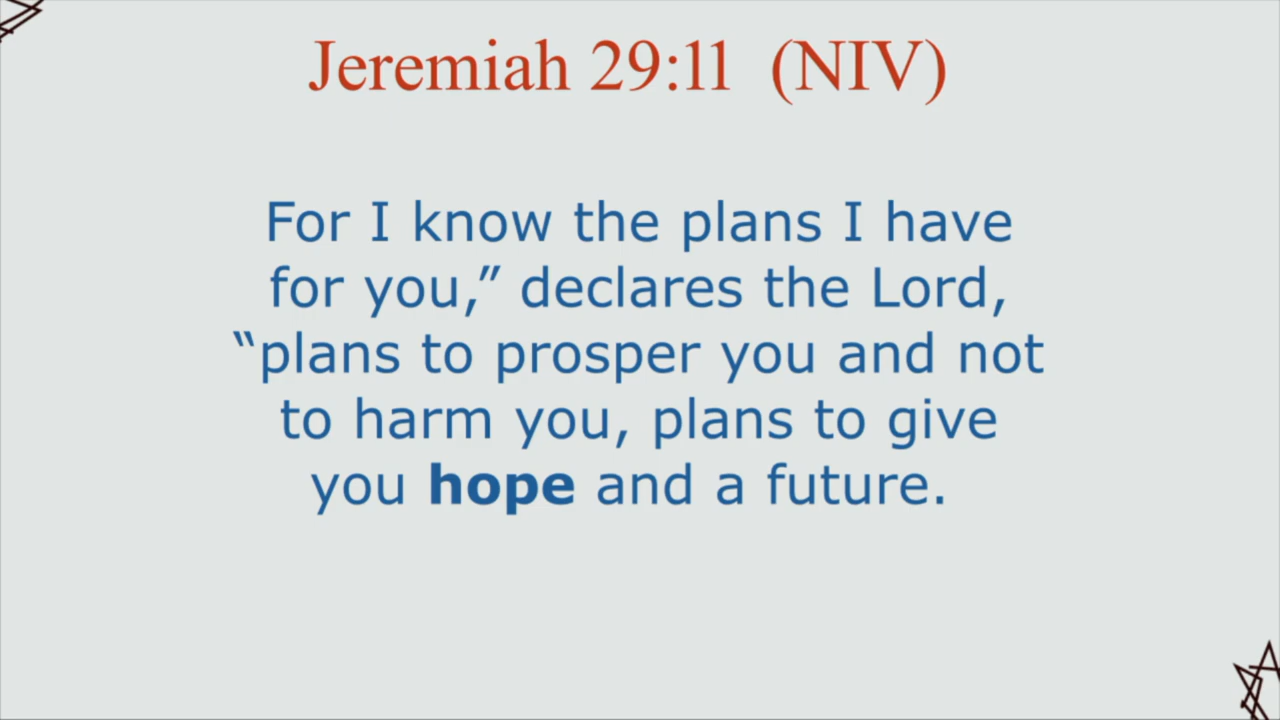 Jeremiah 29:11 (NIV)
For I know the plans I have
for you,” declares the Lord,
“plans to prosper you and not
to harm you, plans to give
you hope and a future.